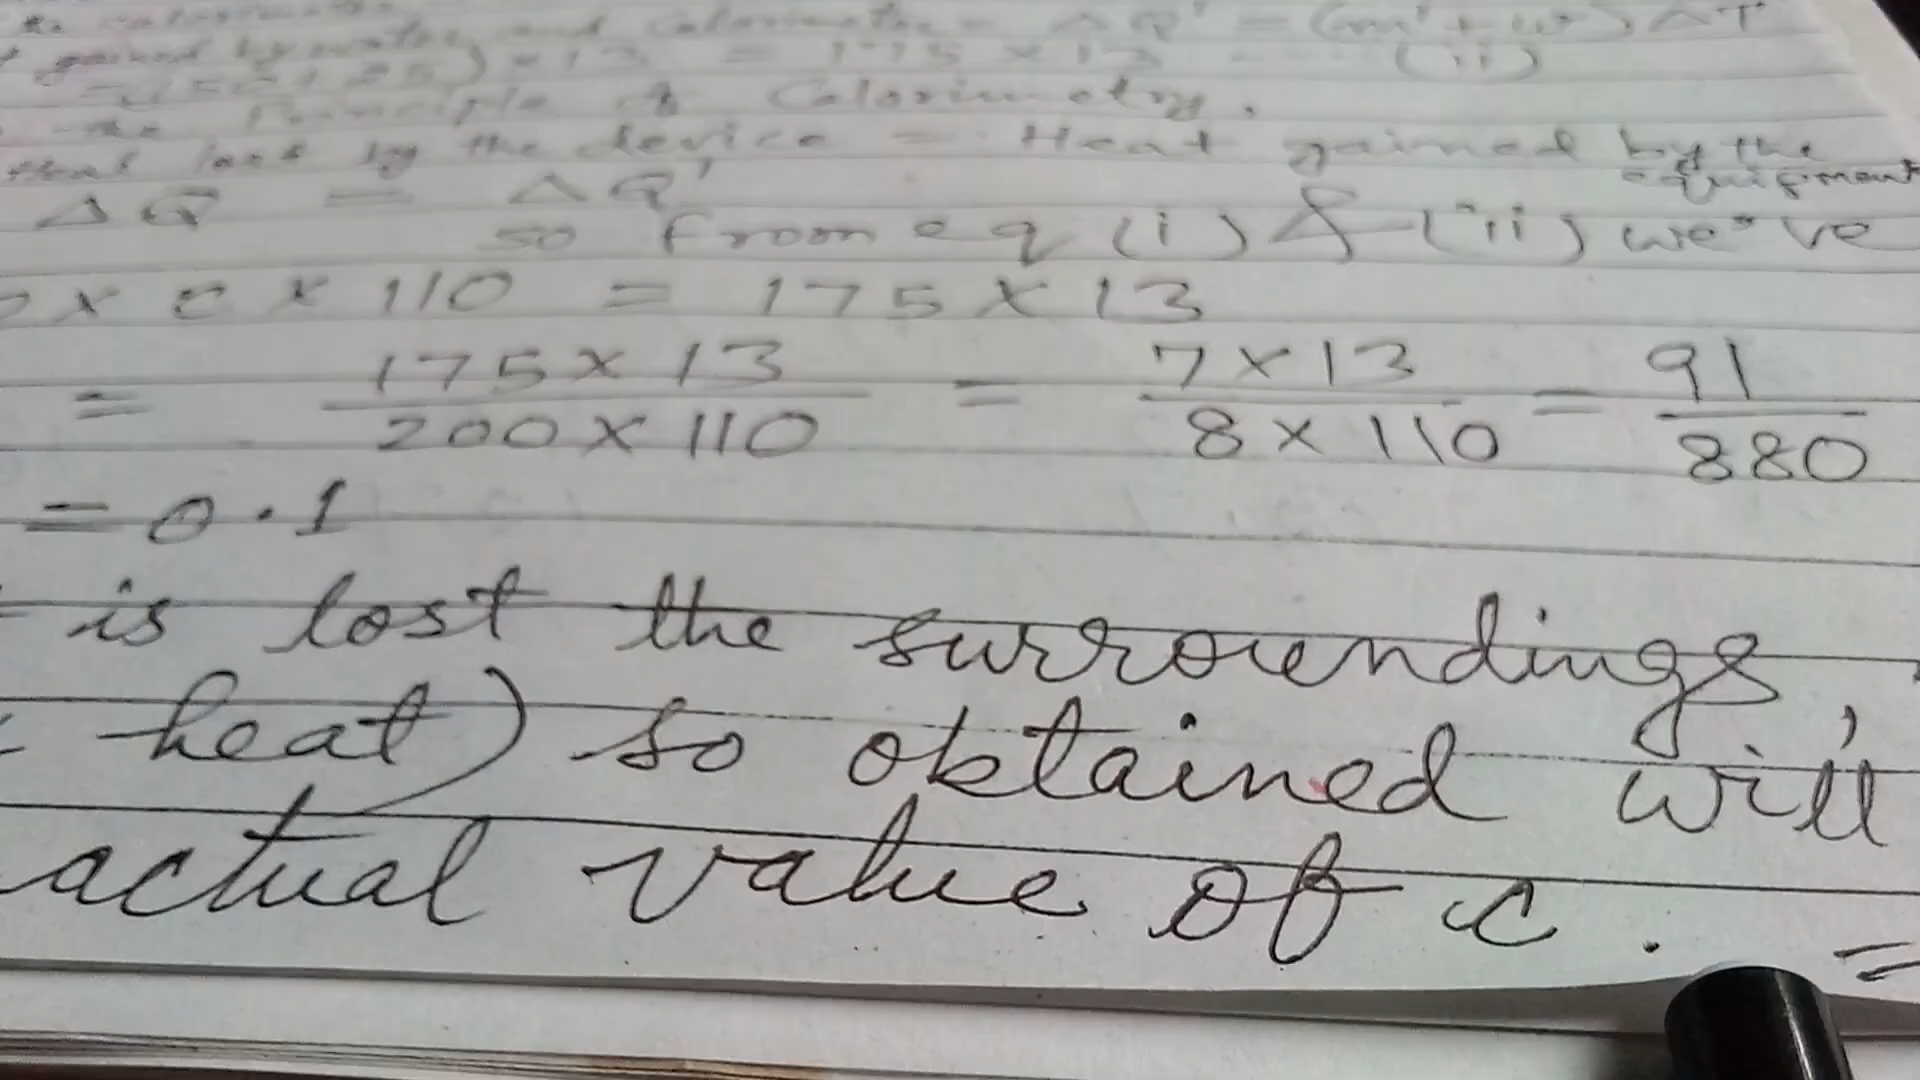 gained by water and Calorimeter = ΔQ' = (m' + w) ΔT
(150+25) × 13 = 175 × 13 (ii)
Principle of Calorimetry.
Heat lost by the device = Heat gained by the equipment
ΔQ = ΔQ'
so from eq (i) & (ii) we've
× c × 110 = 175 × 13
= 175 × 13 / 200 × 110 = 7 × 13 / 8 × 110 = 91 / 880
= 0.1
is lost the surroundings,
heat) so obtained will
actual value of c. =